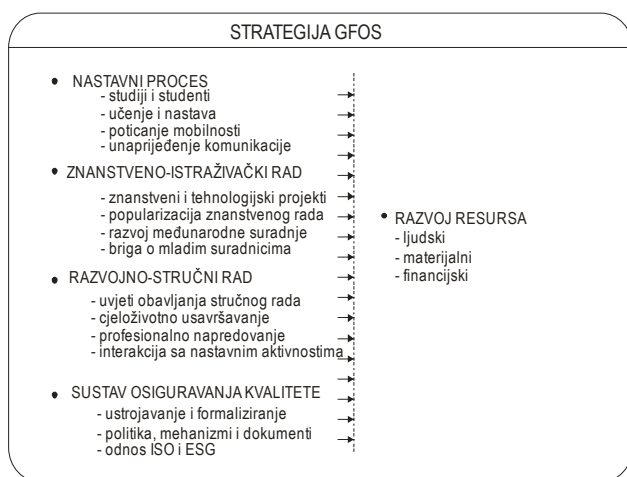 STRATEGIJA GFOS
• NASTAVNI PROCES
- studiji i studenti
- učenje i nastava
- poticanje mobilnosti
- unaprijeđenje komunikacije
• ZNANSTVENO-ISTRAŽIVAČKI RAD
- znanstveni i tehnologijski projekti
- popularizacija znanstvenog rada
- razvoj međunarodne suradnje
- briga o mladim suradnicima
• RAZVOJNO-STRUČNI RAD
- uvjeti obavljanja stručnog rada
- cjeloživotno usavršavanje
- profesionalno napredovanje
- interakcija sa nastavnim aktivnostima
• SUSTAV OSIGURAVANJA KVALITETE
- ustrojavanje i formaliziranje
- politika, mehanizmi i dokumenti
- odnos ISO i ESG
• RAZVOJ RESURSA
- ljudski
- materijalni
- financijski